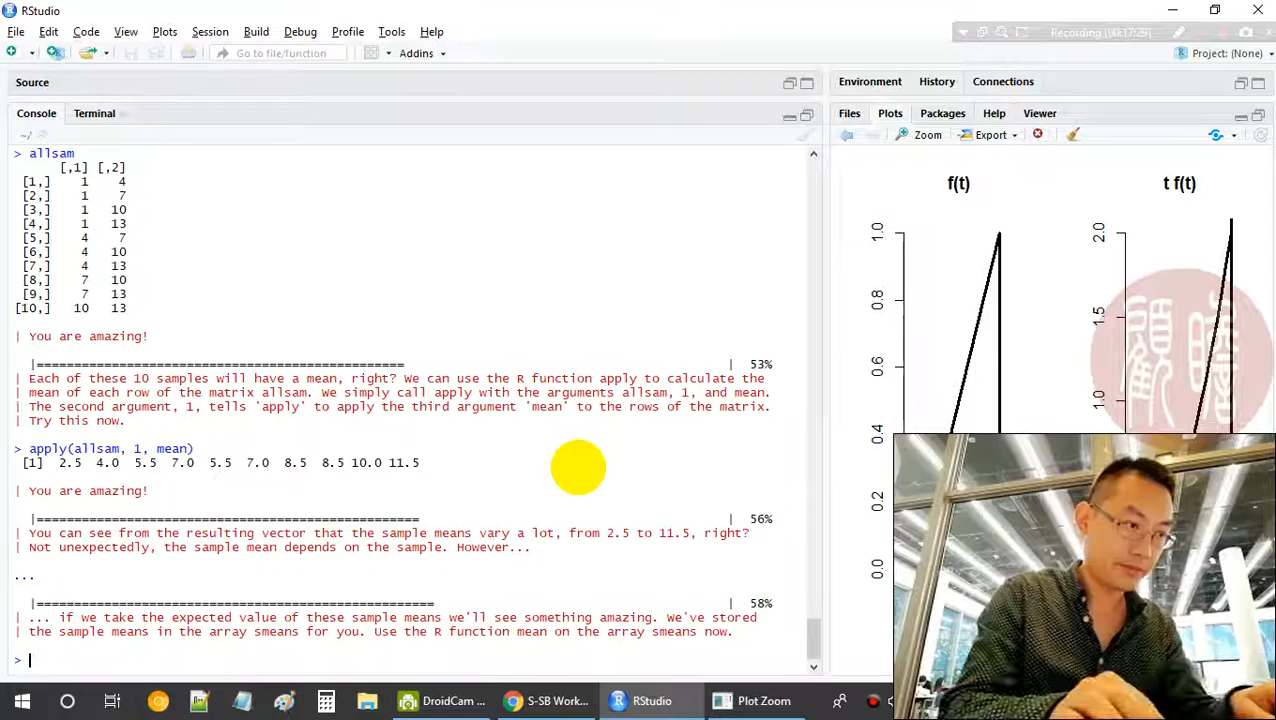 RStudio
File Edit Code View Plots Session Build Debug Profile Tools Help
Recording [00:17:29]
Go to file/function
Addins
Project: (None)
Source
Console Terminal
~/
> allsam
[,1] [,2]
[1,] 1 4
[2,] 1 7
[3,] 1 10
[4,] 1 13
[5,] 4 7
[6,] 4 10
[7,] 4 13
[8,] 7 10
[9,] 7 13
[10,] 10 13
| You are amazing!
|================================================= | 53%
| Each of these 10 samples will have a mean, right? We can use the R function apply to calculate the
| mean of each row of the matrix allsam. We simply call apply with the arguments allsam, 1, and mean.
| The second argument, 1, tells 'apply' to apply the third argument 'mean' to the rows of the matrix.
| Try this now.
> apply(allsam, 1, mean)
[1] 2.5 4.0 5.5 7.0 5.5 7.0 8.5 8.5 10.0 11.5
| You are amazing!
|=================================================== | 56%
| You can see from the resulting vector that the sample means vary a lot, from 2.5 to 11.5, right?
| Not unexpectedly, the sample mean depends on the sample. However...
...
|===================================================== | 58%
| ... if we take the expected value of these sample means we'll see something amazing. We've stored
| the sample means in the array smeans for you. Use the R function mean on the array smeans now.
>
Environment History Connections
Files Plots Packages Help Viewer
Zoom Export
f(t)
t f(t)
1.0
0.8
0.6
0.4
0.2
0.0
2.0
1.5
1.0
DroidCam ...
S-SB Work...
RStudio
Plot Zoom